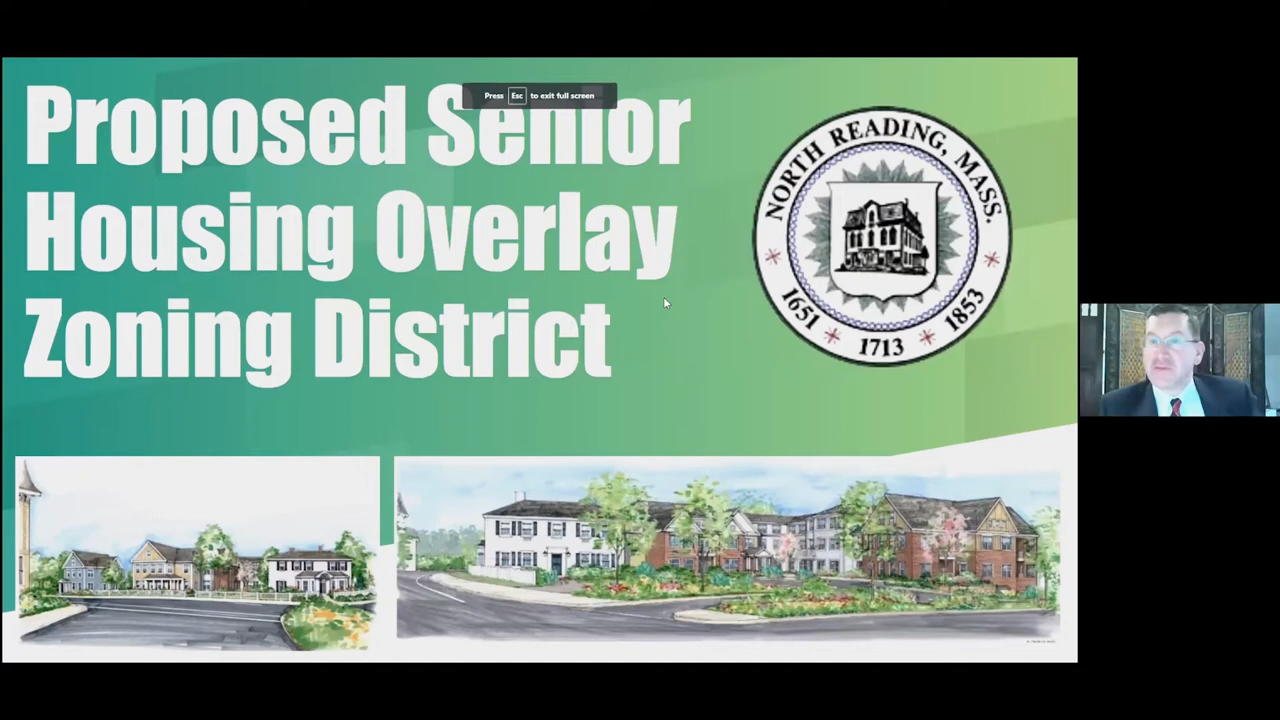 Press Esc to exit full screen
Proposed Senior
Housing Overlay
Zoning District
NORTH READING, MASS.
1651
1713
1853